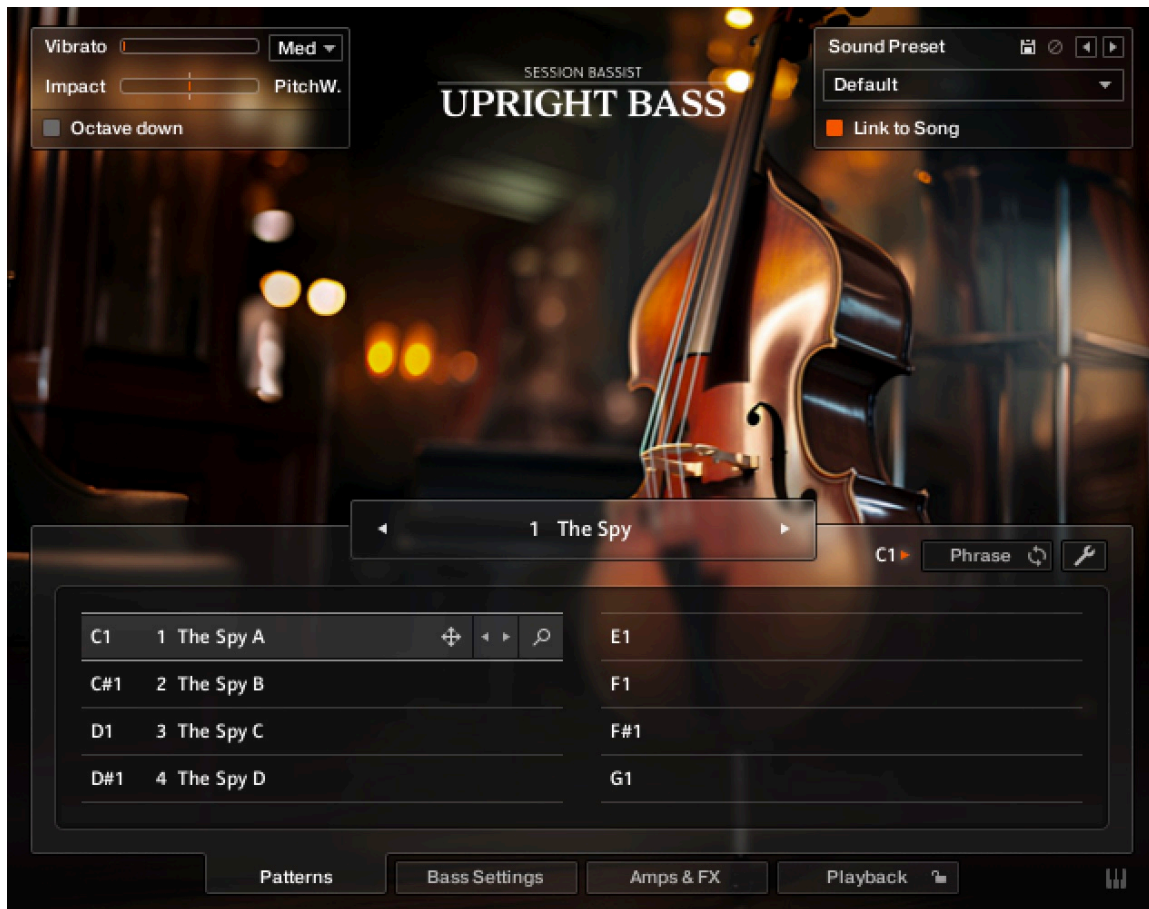 Vibrato Med
Impact PitchW.
Octave down
SESSION BASSIST
UPRIGHT BASS
Sound Preset
Default
Link to Song
1 The Spy
C1 Phrase
C1 1 The Spy A
C#1 2 The Spy B
D1 3 The Spy C
D#1 4 The Spy D
E1
F1
F#1
G1
Patterns Bass Settings Amps & FX Playback